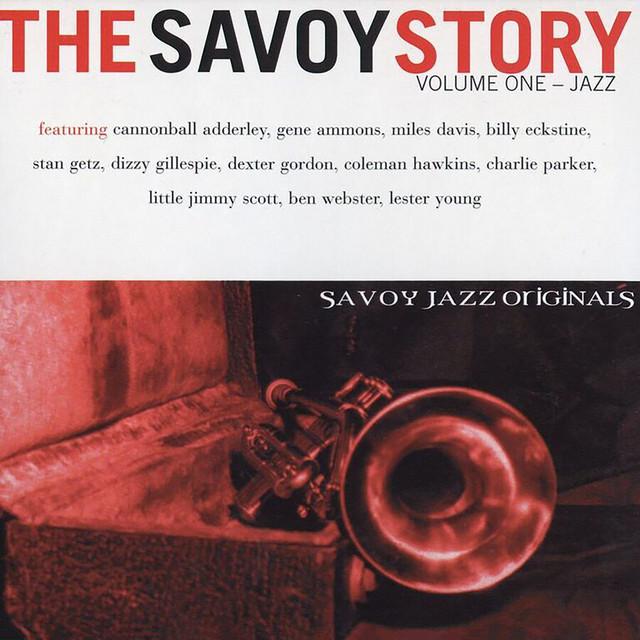 THE SAVOY STORY
VOLUME ONE – JAZZ
featuring cannonball adderley, gene ammons, miles davis, billy eckstine,
stan getz, dizzy gillespie, dexter gordon, coleman hawkins, charlie parker,
little jimmy scott, ben webster, lester young
SAVOY JAZZ OriGiNALS